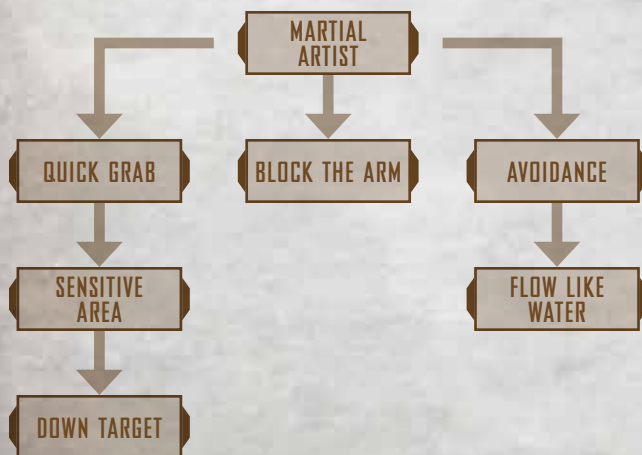 MARTIAL
ARTIST
QUICK GRAB
BLOCK THE ARM
AVOIDANCE
SENSITIVE
AREA
FLOW LIKE
WATER
DOWN TARGET